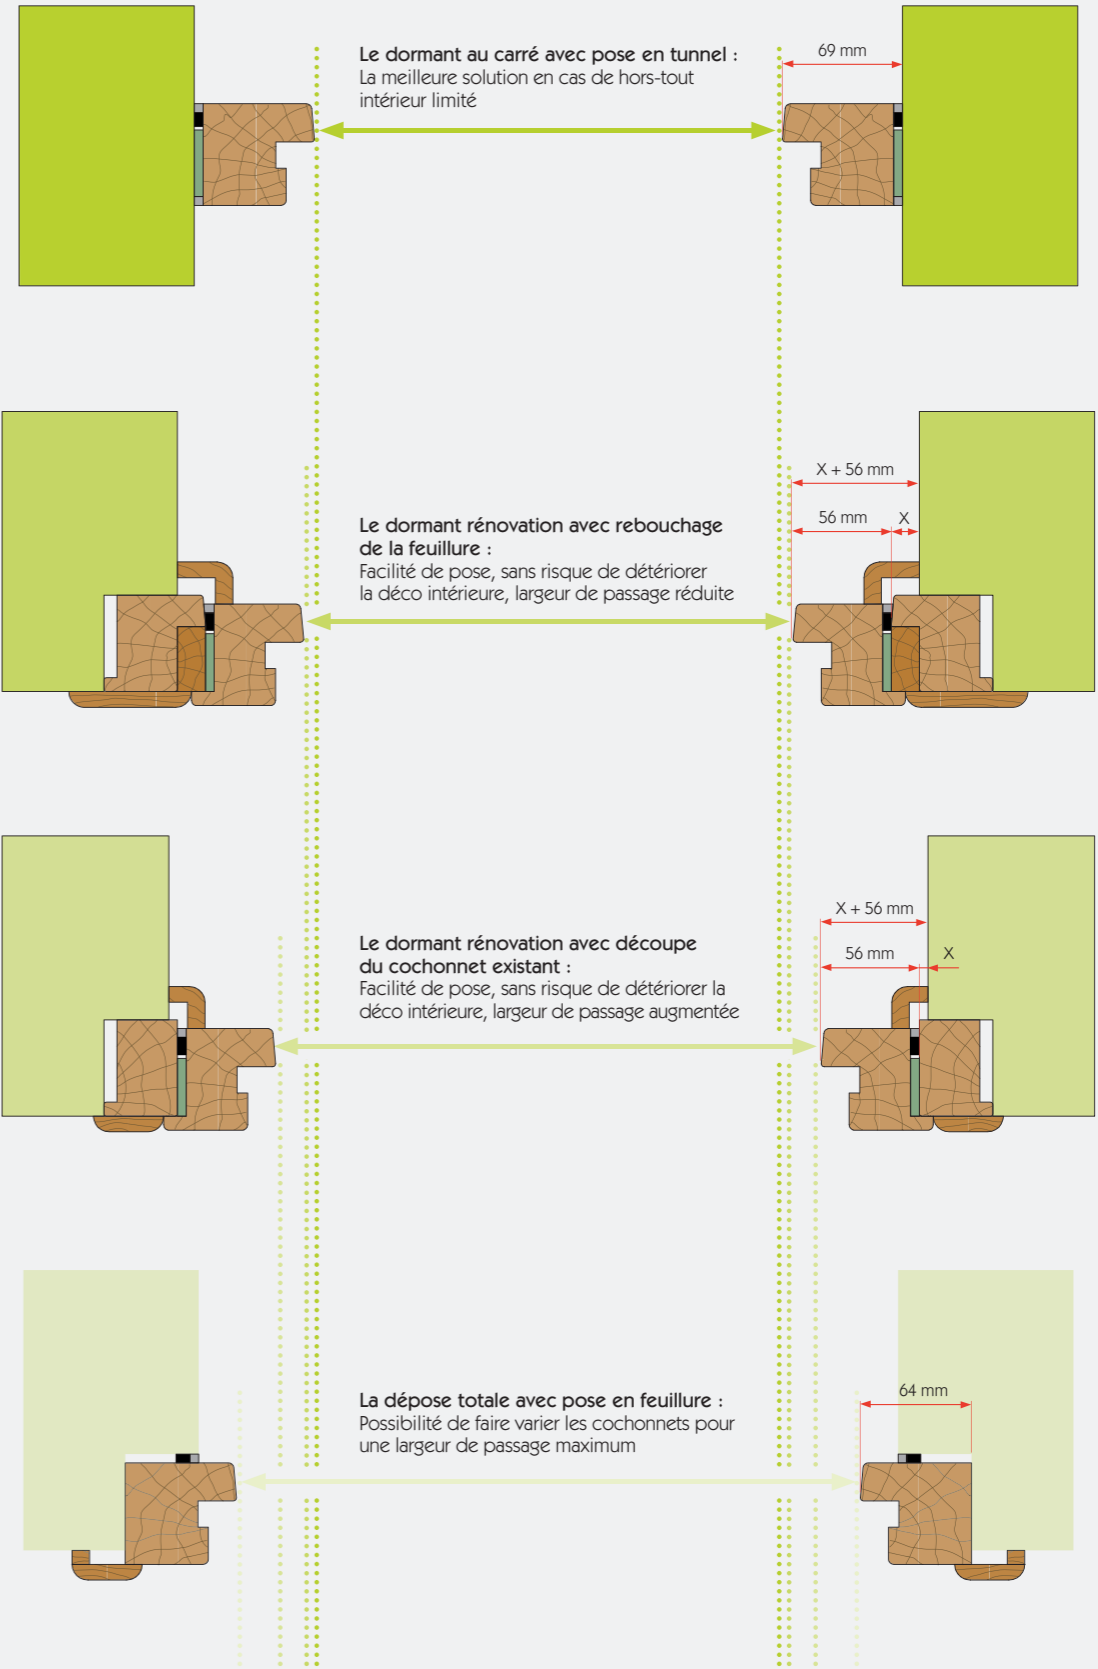 Le dormant au carré avec pose en tunnel :
La meilleure solution en cas de hors-tout
intérieur limité
69 mm
Le dormant rénovation avec rebouchage
de la feuillure :
Facilité de pose, sans risque de détériorer
la déco intérieure, largeur de passage réduite
X + 56 mm
56 mm
X
Le dormant rénovation avec découpe
du cochonnet existant :
Facilité de pose, sans risque de détériorer la
déco intérieure, largeur de passage augmentée
X + 56 mm
56 mm
X
La dépose totale avec pose en feuillure :
Possibilité de faire varier les cochonnets pour
une largeur de passage maximum
64 mm